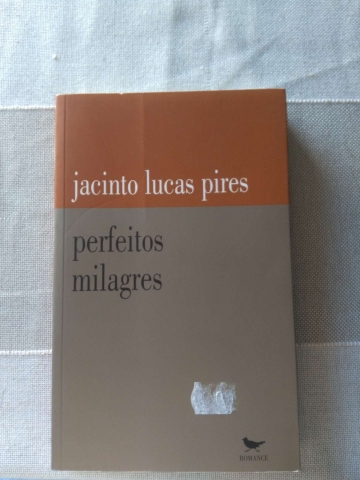 jacinto lucas pires
perfeitos
milagres
ROMANCE